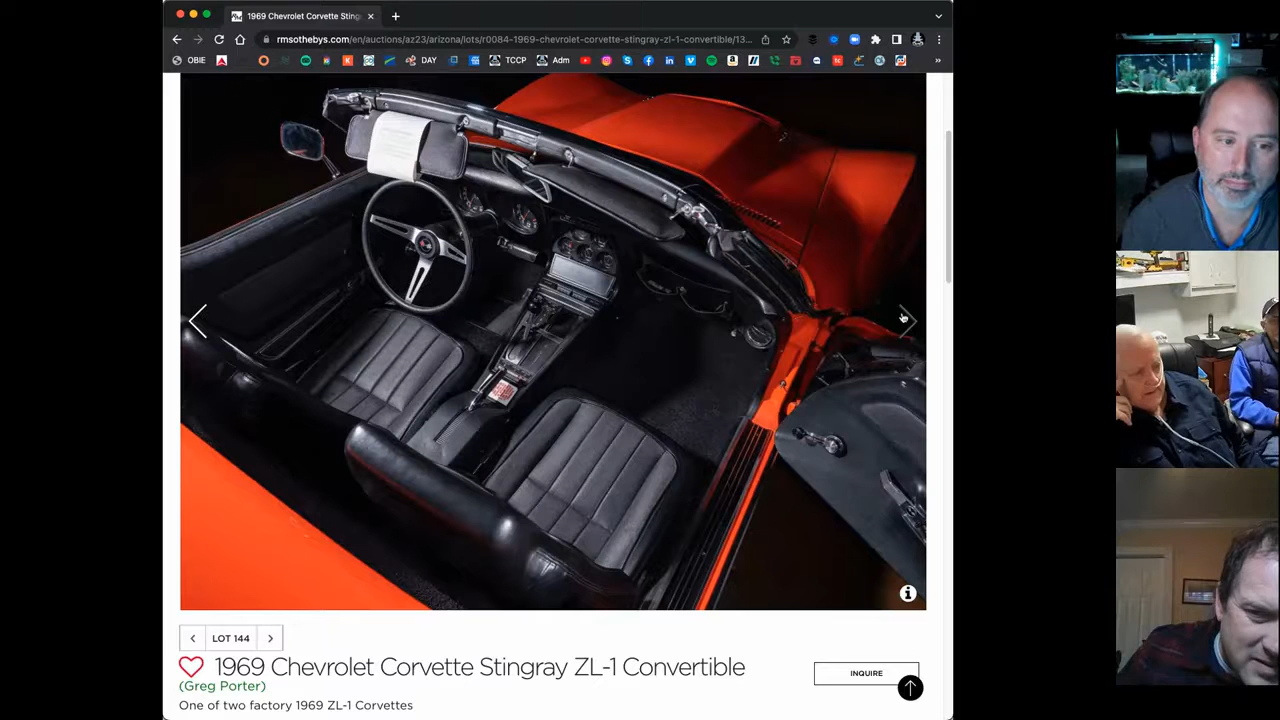 1969 Chevrolet Corvette Sting
rmsothebys.com/en/auctions/az23/arizona/lots/r0084-1969-chevrolet-corvette-stingray-zl-1-convertible/13...
OBIE
DAY
TCCP
Adm
»
LOT 144
1969 Chevrolet Corvette Stingray ZL-1 Convertible
INQUIRE
(Greg Porter)
One of two factory 1969 ZL-1 Corvettes